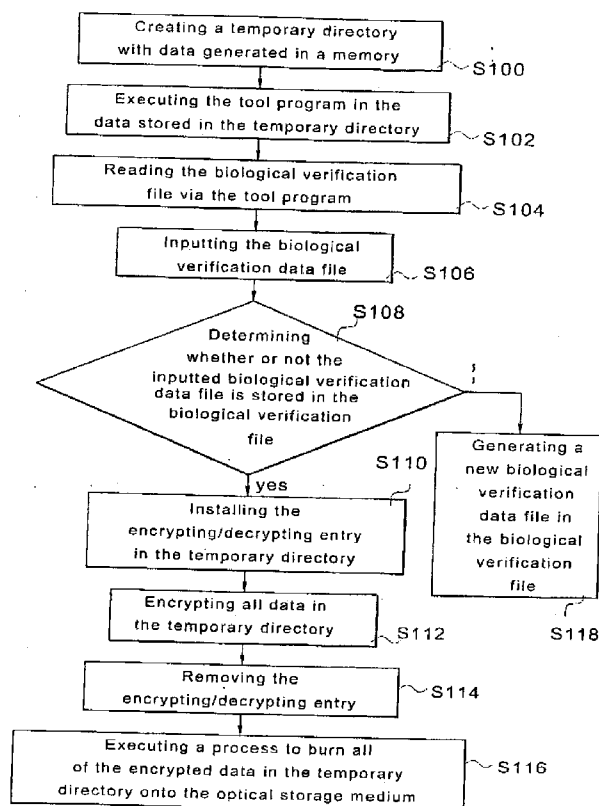 Creating a temporary directory
with data generated in a memory
S100
Executing the tool program in the
data stored in the temporary directory
S102
Reading the biological verification
file via the tool program
S104
Inputting the biological
verification data file
S106
S108
Determining
whether or not the
inputted biological verification
data file is stored in the
biological verification
file
yes
S110
Installing the
encrypting/decrypting entry
in the temporary directory
Generating a
new biological
verification
data file in
the biological
verification
file
S118
Encrypting all data in
the temporary directory
S112
Removing the
encrypting/decrypting entry
S114
Executing a process to burn all
of the encrypted data in the temporary
directory onto the optical storage medium
S116